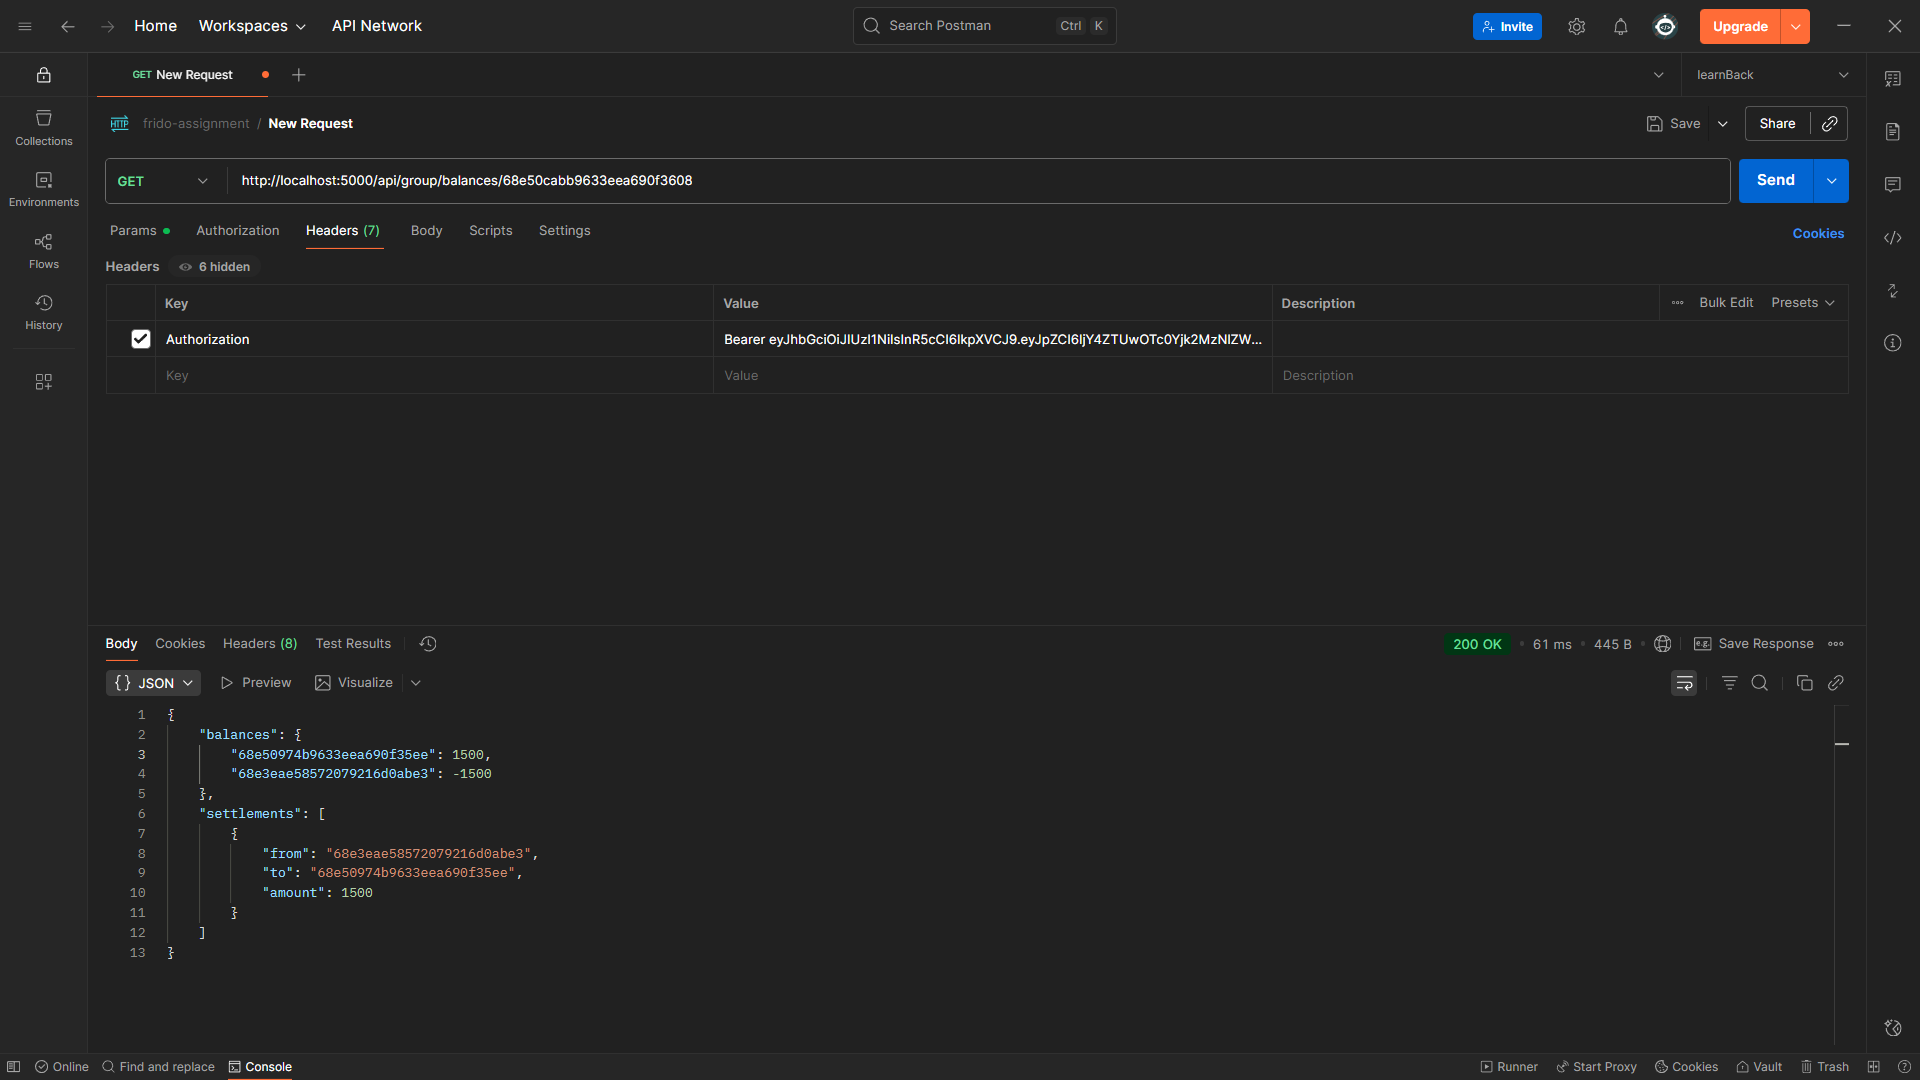 Home Workspaces API Network Search Postman Ctrl K Invite Upgrade
GET New Request learnBack
HTTP frido-assignment / New Request Save Share
Collections
GET http://localhost:5000/api/group/balances/68e50cabb9633eea690f3608 Send
Environments
Params Authorization Headers (7) Body Scripts Settings Cookies
Flows
Headers 6 hidden
Key Value Description Bulk Edit Presets
History
Authorization Bearer eyJhbGciOiJIUzI1NiIsInR5cCI6IkpXVCJ9.eyJpZCI6IjY4ZTUwOTc0Yjk2MzNlZW...
Key Value Description
Body Cookies Headers (8) Test Results 200 OK 61 ms 445 B e.g. Save Response
{} JSON Preview Visualize
1 {
2 "balances": {
3 "68e50974b9633eea690f35ee": 1500,
4 "68e3eae58572079216d0abe3": -1500
5 },
6 "settlements": [
7 {
8 "from": "68e3eae58572079216d0abe3",
9 "to": "68e50974b9633eea690f35ee",
10 "amount": 1500
11 }
12 ]
13 }
Online Find and replace Console Runner Start Proxy Cookies Vault Trash